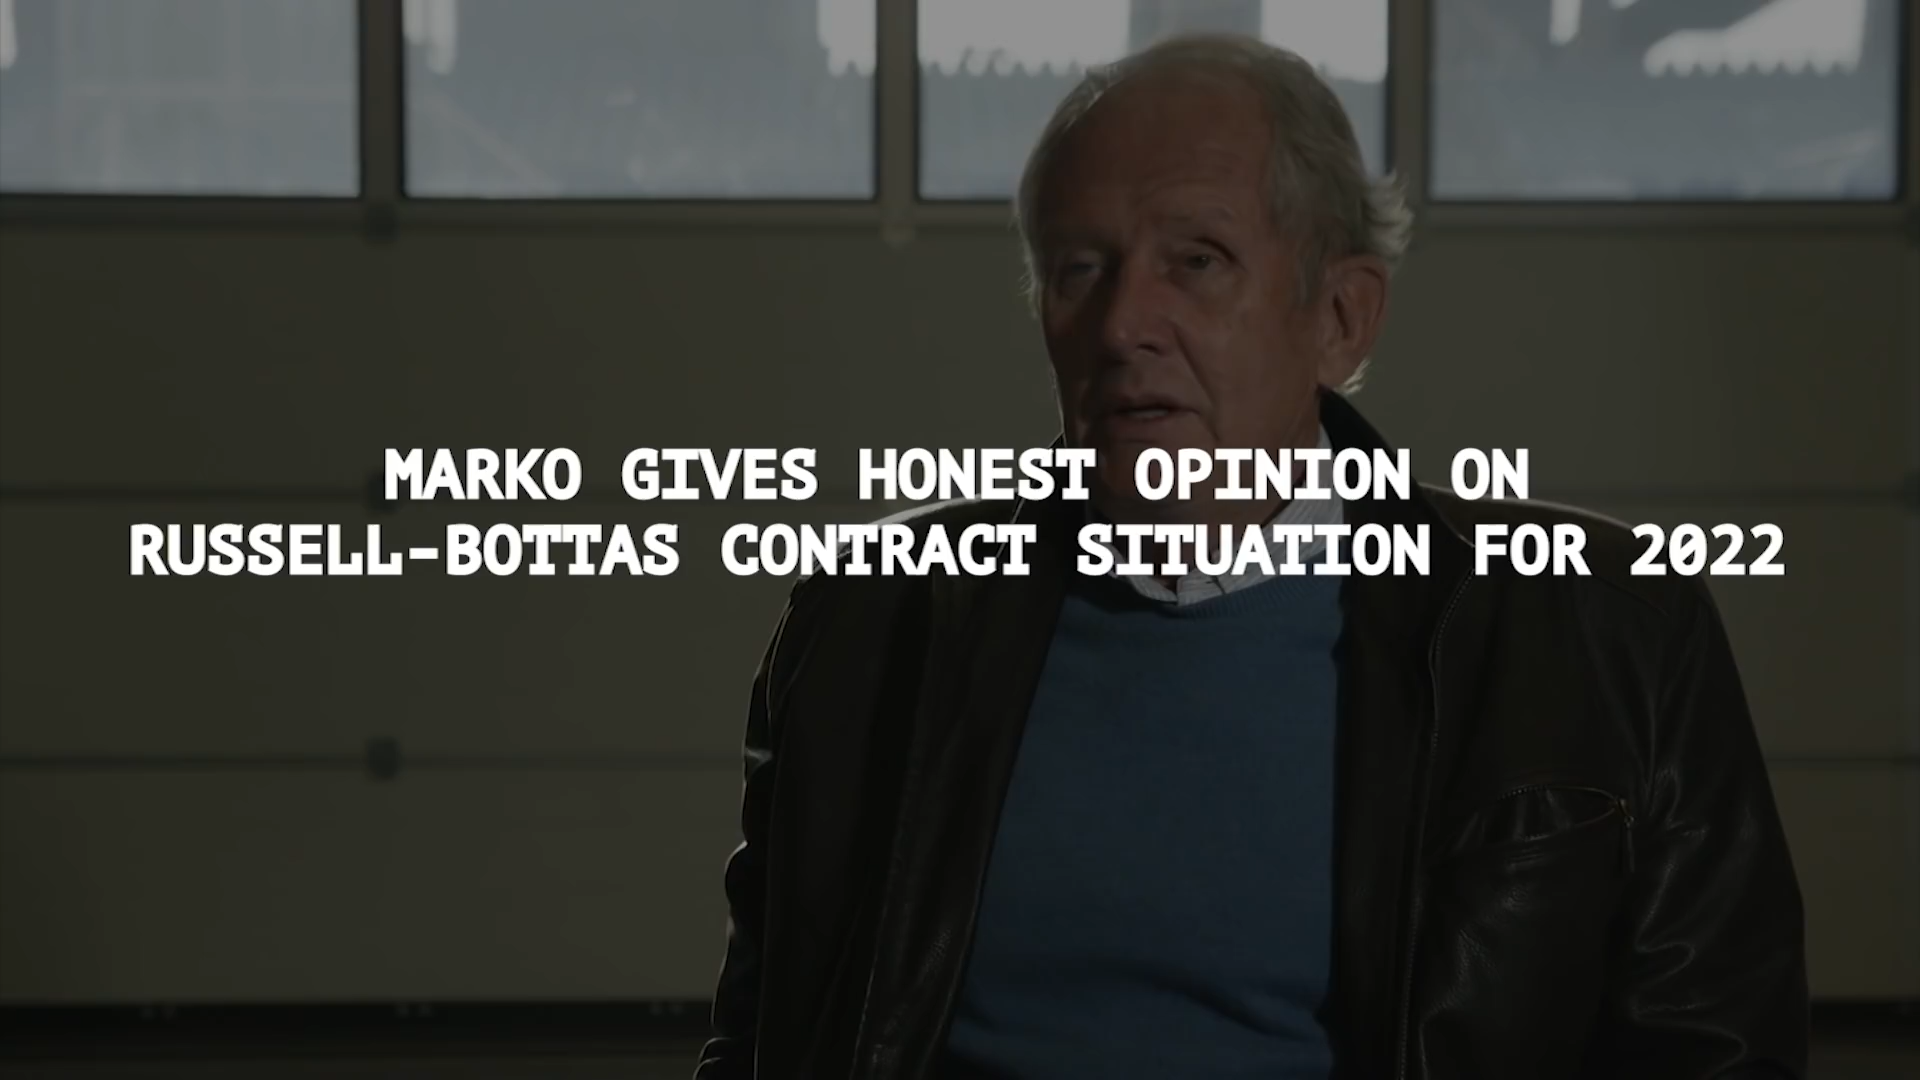 MARKO GIVES HONEST OPINION ON
RUSSELL-BOTTAS CONTRACT SITUATION FOR 2022